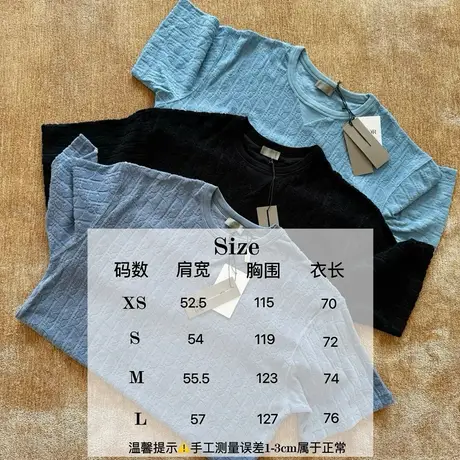 Size
码数 肩宽 胸围 衣长
XS 52.5 115 70
S 54 119 72
M 55.5 123 74
L 57 127 76
温馨提示⚠️手工测量误差1-3cm属于正常